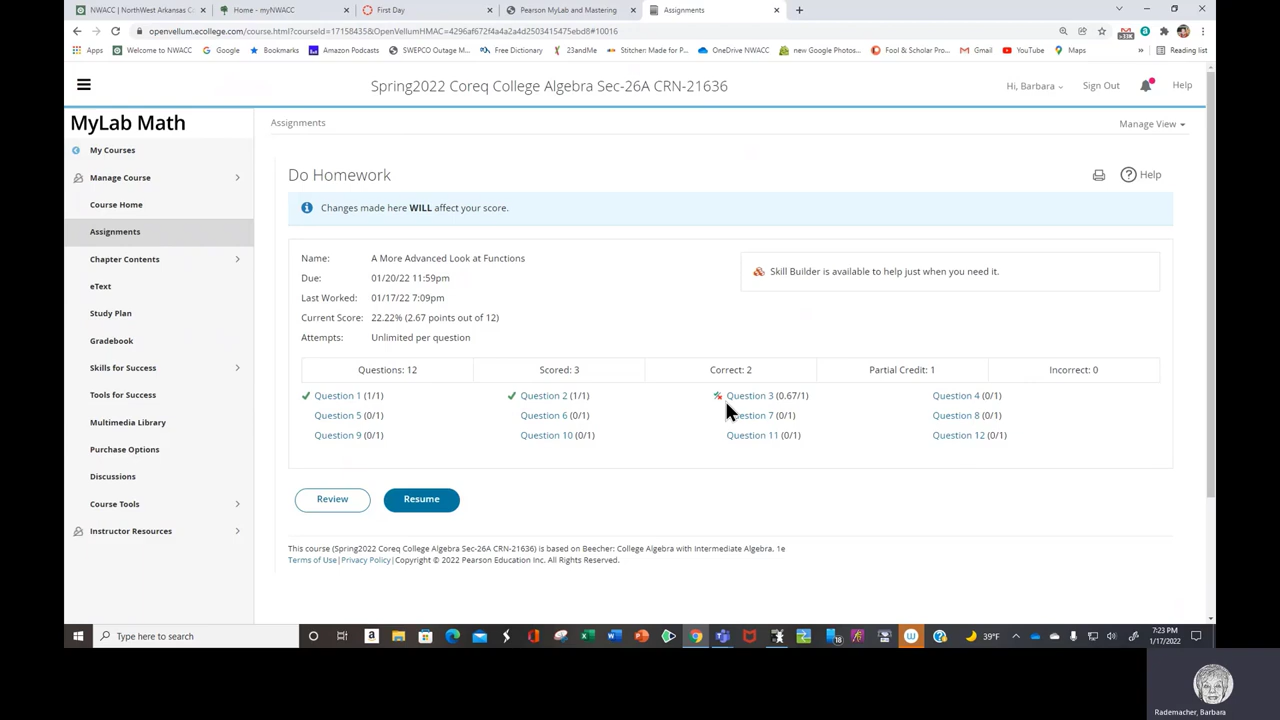 NWACC | NorthWest Arkansas C
Home - myNWACC
First Day
Pearson MyLab and Mastering
Assignments
openvellum.ecollege.com/course.html?courseId=17158435&OpenVellumHMAC=4296ef672f4a4a2a4d2503415475ebd8#10016
Apps
Welcome to NWACC
Google
Bookmarks
Amazon Podcasts
SWEPCO Outage M...
Free Dictionary
23andMe
Stitcher: Made for P...
OneDrive NWACC
new Google Photos...
Fool & Scholar Pro...
Gmail
YouTube
Maps
Reading list
Spring2022 Coreq College Algebra Sec-26A CRN-21636
Hi, Barbara
Sign Out
Help
MyLab Math
My Courses
Manage Course
Course Home
Assignments
Chapter Contents
eText
Study Plan
Gradebook
Skills for Success
Tools for Success
Multimedia Library
Purchase Options
Discussions
Course Tools
Instructor Resources
Assignments
Manage View
Do Homework
Help
Changes made here WILL affect your score.
Name: A More Advanced Look at Functions
Due: 01/20/22 11:59pm
Last Worked: 01/17/22 7:09pm
Current Score: 22.22% (2.67 points out of 12)
Attempts: Unlimited per question
Skill Builder is available to help just when you need it.
Questions: 12 Scored: 3 Correct: 2 Partial Credit: 1 Incorrect: 0
Question 1 (1/1) Question 2 (1/1) Question 3 (0.67/1) Question 4 (0/1)
Question 5 (0/1) Question 6 (0/1) Question 7 (0/1) Question 8 (0/1)
Question 9 (0/1) Question 10 (0/1) Question 11 (0/1) Question 12 (0/1)
Review
Resume
This course (Spring2022 Coreq College Algebra Sec-26A CRN-21636) is based on Beecher: College Algebra with Intermediate Algebra, 1e
Terms of Use|Privacy Policy|Copyright © 2022 Pearson Education Inc. All Rights Reserved.
Type here to search
39°F
7:23 PM
1/17/2022
Rademacher, Barbara